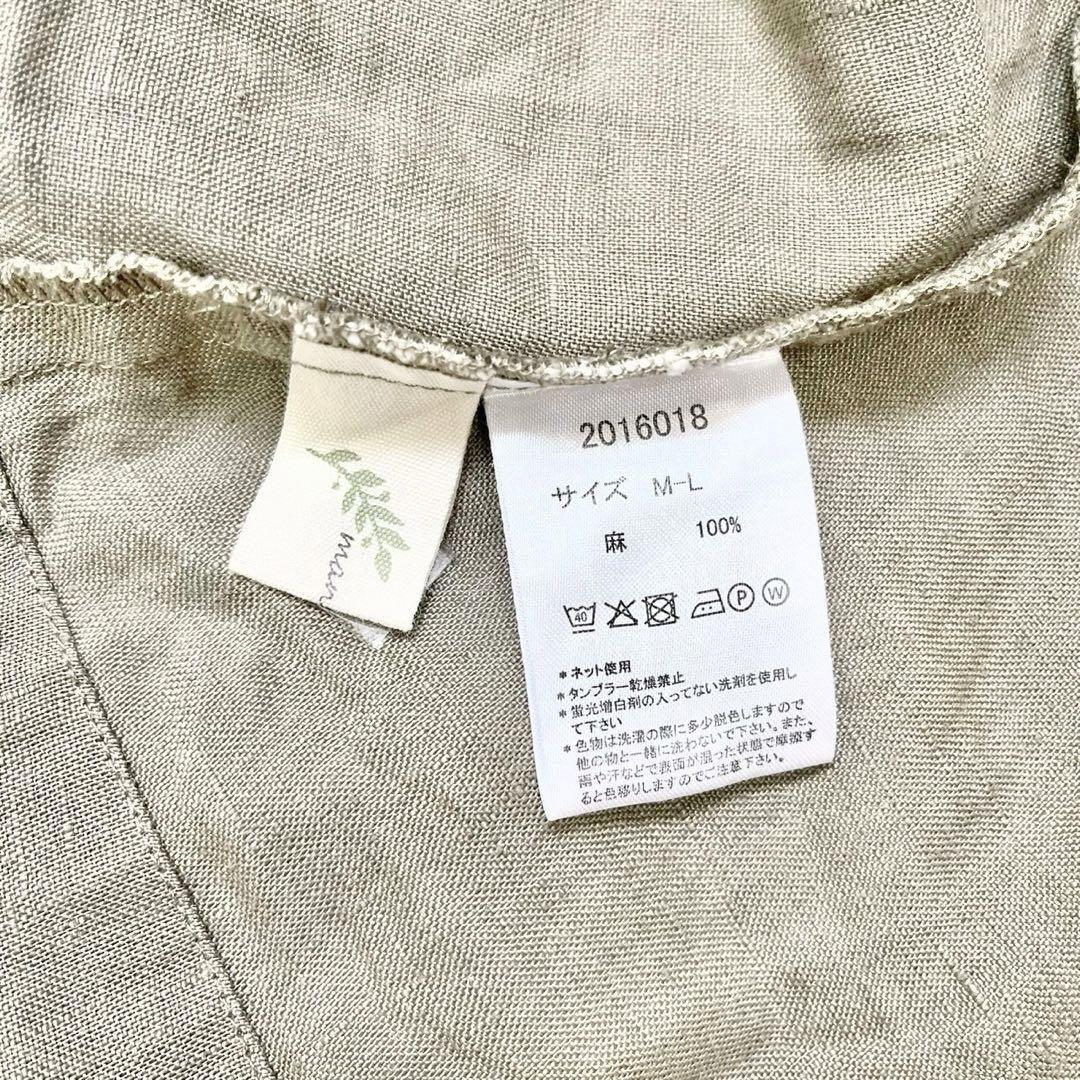 2016018
サイズ M-L
麻 100%
40 P W
*ネット使用
*タンブラー乾燥禁止
*蛍光増白剤の入ってない洗剤を使用し
て下さい
*色物は洗濯の際に多少脱色しますので
他の物と一緒に洗わないで下さい。また、
雨や汗などで表面が湿った状態で摩擦す
ると色移りしますのでご注意下さい。